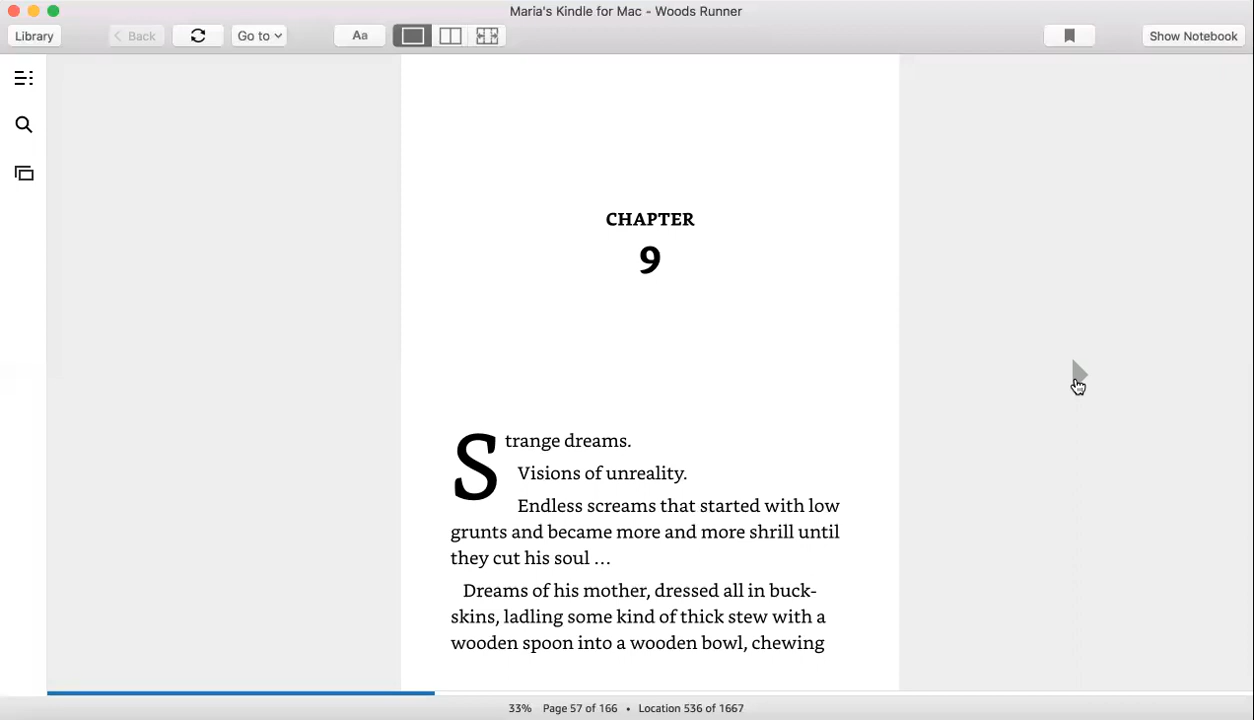 Maria's Kindle for Mac - Woods Runner
Library
Back
Go to
Aa
Show Notebook
CHAPTER
9
Strange dreams.
Visions of unreality.
Endless screams that started with low
grunts and became more and more shrill until
they cut his soul …
Dreams of his mother, dressed all in buck-
skins, ladling some kind of thick stew with a
wooden spoon into a wooden bowl, chewing
33% Page 57 of 166 • Location 536 of 1667